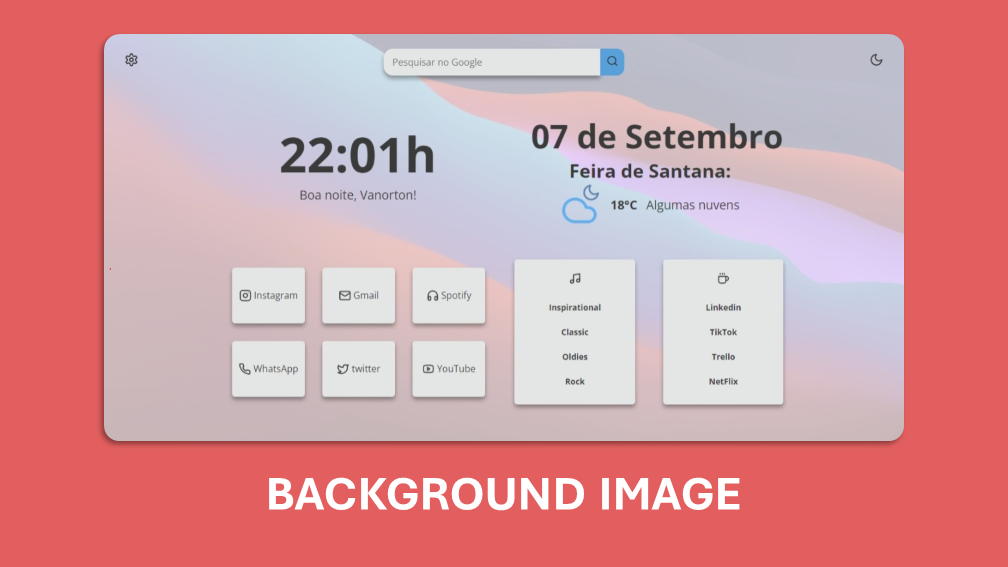 Pesquisar no Google
22:01h
Boa noite, Vanorton!
07 de Setembro
Feira de Santana:
18°C Algumas nuvens
Instagram
Gmail
Spotify
WhatsApp
twitter
YouTube
Inspirational
Classic
Oldies
Rock
Linkedin
TikTok
Trello
NetFlix
BACKGROUND IMAGE